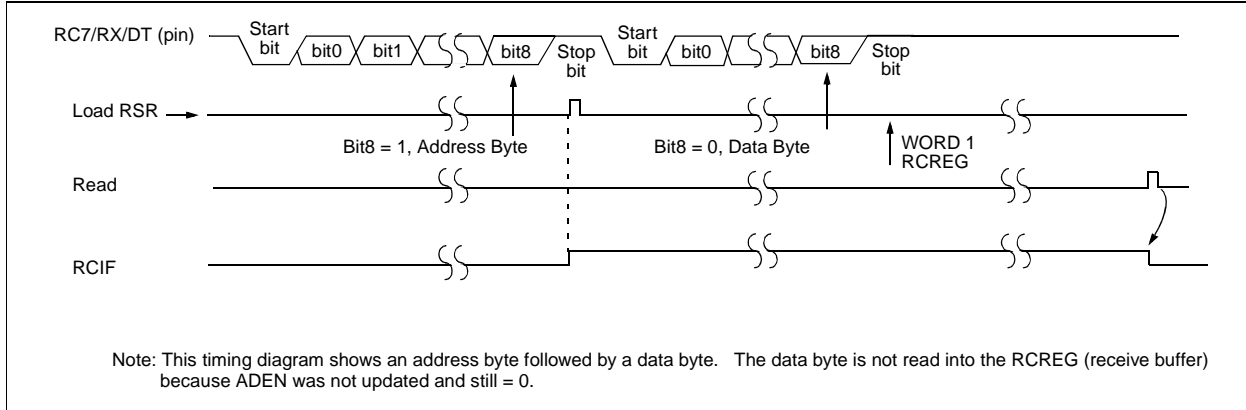 RC7/RX/DT (pin)
Start
bit
bit0
bit1
bit8
Stop
bit
Start
bit
bit0
bit8
Stop
bit
Load RSR
Bit8 = 1, Address Byte
Bit8 = 0, Data Byte
WORD 1
RCREG
Read
RCIF
Note: This timing diagram shows an address byte followed by a data byte. The data byte is not read into the RCREG (receive buffer)
because ADEN was not updated and still = 0.